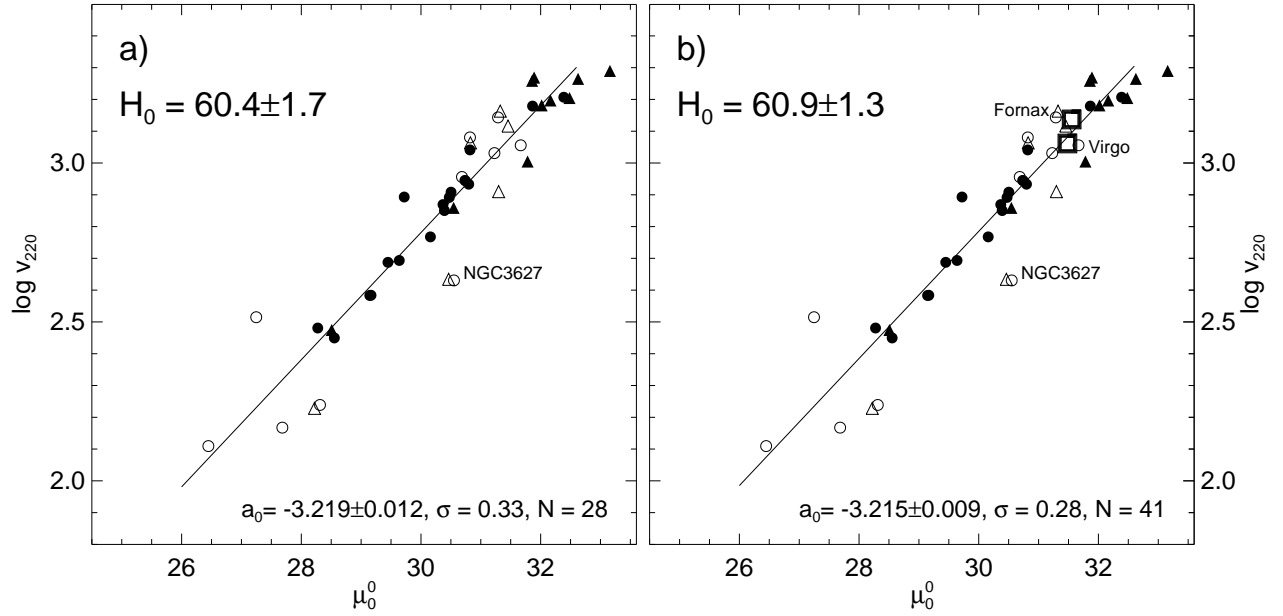 a)
H₀ = 60.4±1.7
NGC3627
a₀= -3.219±0.012, σ = 0.33, N = 28
log v₂₂₀
3.0
2.5
2.0
26 28 30 32
μ₀⁰
b)
H₀ = 60.9±1.3
Fornax
Virgo
NGC3627
a₀= -3.215±0.009, σ = 0.28, N = 41
log v₂₂₀
3.0
2.5
2.0
26 28 30 32
μ₀⁰